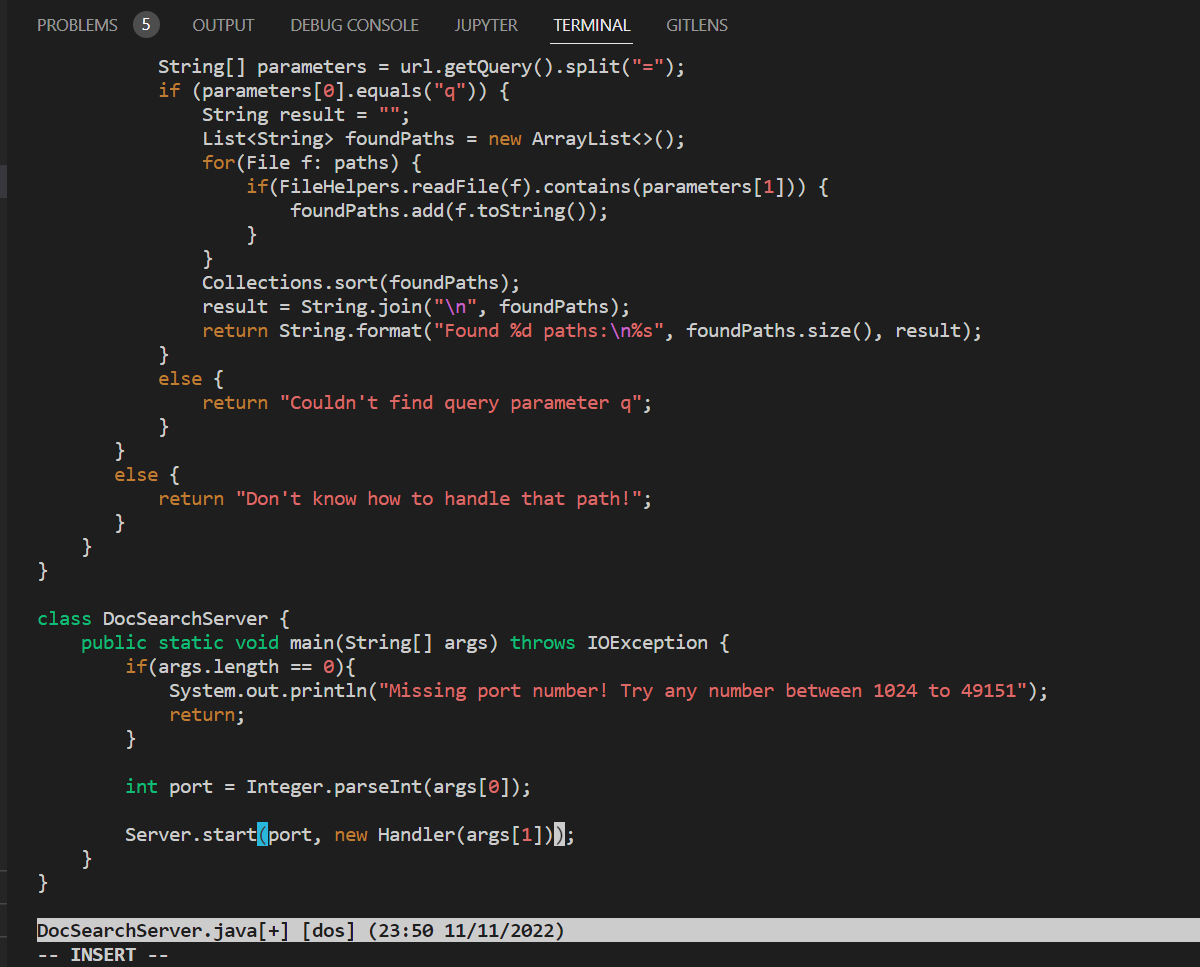 PROBLEMS 5 OUTPUT DEBUG CONSOLE JUPYTER TERMINAL GITLENS
            String[] parameters = url.getQuery().split("=");
            if (parameters[0].equals("q")) {
                String result = "";
                List<String> foundPaths = new ArrayList<>();
                for(File f: paths) {
                    if(FileHelpers.readFile(f).contains(parameters[1])) {
                        foundPaths.add(f.toString());
                    }
                }
                Collections.sort(foundPaths);
                result = String.join("\n", foundPaths);
                return String.format("Found %d paths:\n%s", foundPaths.size(), result);
            }
            else {
                return "Couldn't find query parameter q";
            }
        }
        else {
            return "Don't know how to handle that path!";
        }
    }
}

class DocSearchServer {
    public static void main(String[] args) throws IOException {
        if(args.length == 0){
            System.out.println("Missing port number! Try any number between 1024 to 49151");
            return;
        }

        int port = Integer.parseInt(args[0]);

        Server.start(port, new Handler(args[1]));
    }
}

DocSearchServer.java[+] [dos] (23:50 11/11/2022)
-- INSERT --